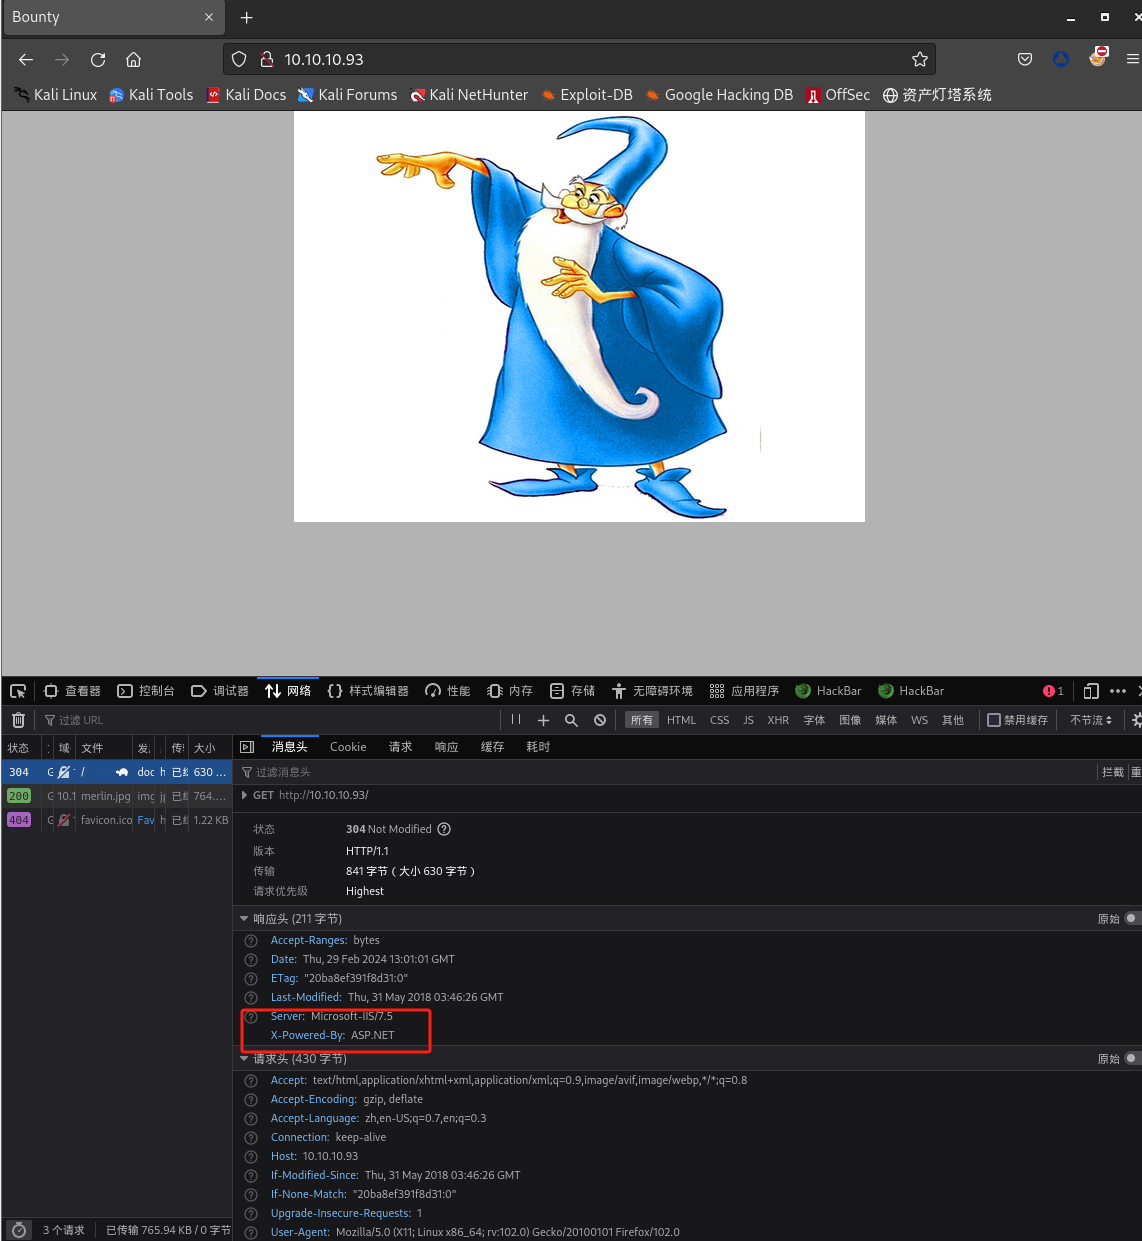 Bounty
10.10.10.93
Kali Linux Kali Tools Kali Docs Kali Forums Kali NetHunter Exploit-DB Google Hacking DB OffSec 资产灯塔系统
查看器 控制台 调试器 网络 样式编辑器 性能 内存 存储 无障碍环境 应用程序 HackBar HackBar 1
过滤 URL 所有 HTML CSS JS XHR 字体 图像 媒体 WS 其他 禁用缓存 不节流
状态 域 文件 发 传 大小 消息头 Cookie 请求 响应 缓存 耗时
304 G / doc h 已 630 ... 过滤消息头 拦截
200 G 10.1 merlin.jpg img 已 764.... GET http://10.10.10.93/
404 G favicon.ico Fav h 已 1.22 KB
状态 304 Not Modified
版本 HTTP/1.1
传输 841 字节（大小 630 字节）
请求优先级 Highest
响应头 (211 字节) 原始
Accept-Ranges: bytes
Date: Thu, 29 Feb 2024 13:01:01 GMT
ETag: "20ba8ef391f8d31:0"
Last-Modified: Thu, 31 May 2018 03:46:26 GMT
Server: Microsoft-IIS/7.5
X-Powered-By: ASP.NET
请求头 (430 字节) 原始
Accept: text/html,application/xhtml+xml,application/xml;q=0.9,image/avif,image/webp,*/*;q=0.8
Accept-Encoding: gzip, deflate
Accept-Language: zh,en-US;q=0.7,en;q=0.3
Connection: keep-alive
Host: 10.10.10.93
If-Modified-Since: Thu, 31 May 2018 03:46:26 GMT
If-None-Match: "20ba8ef391f8d31:0"
Upgrade-Insecure-Requests: 1
User-Agent: Mozilla/5.0 (X11; Linux x86_64; rv:102.0) Gecko/20100101 Firefox/102.0
3 个请求 已传输 765.94 KB / 0 字节